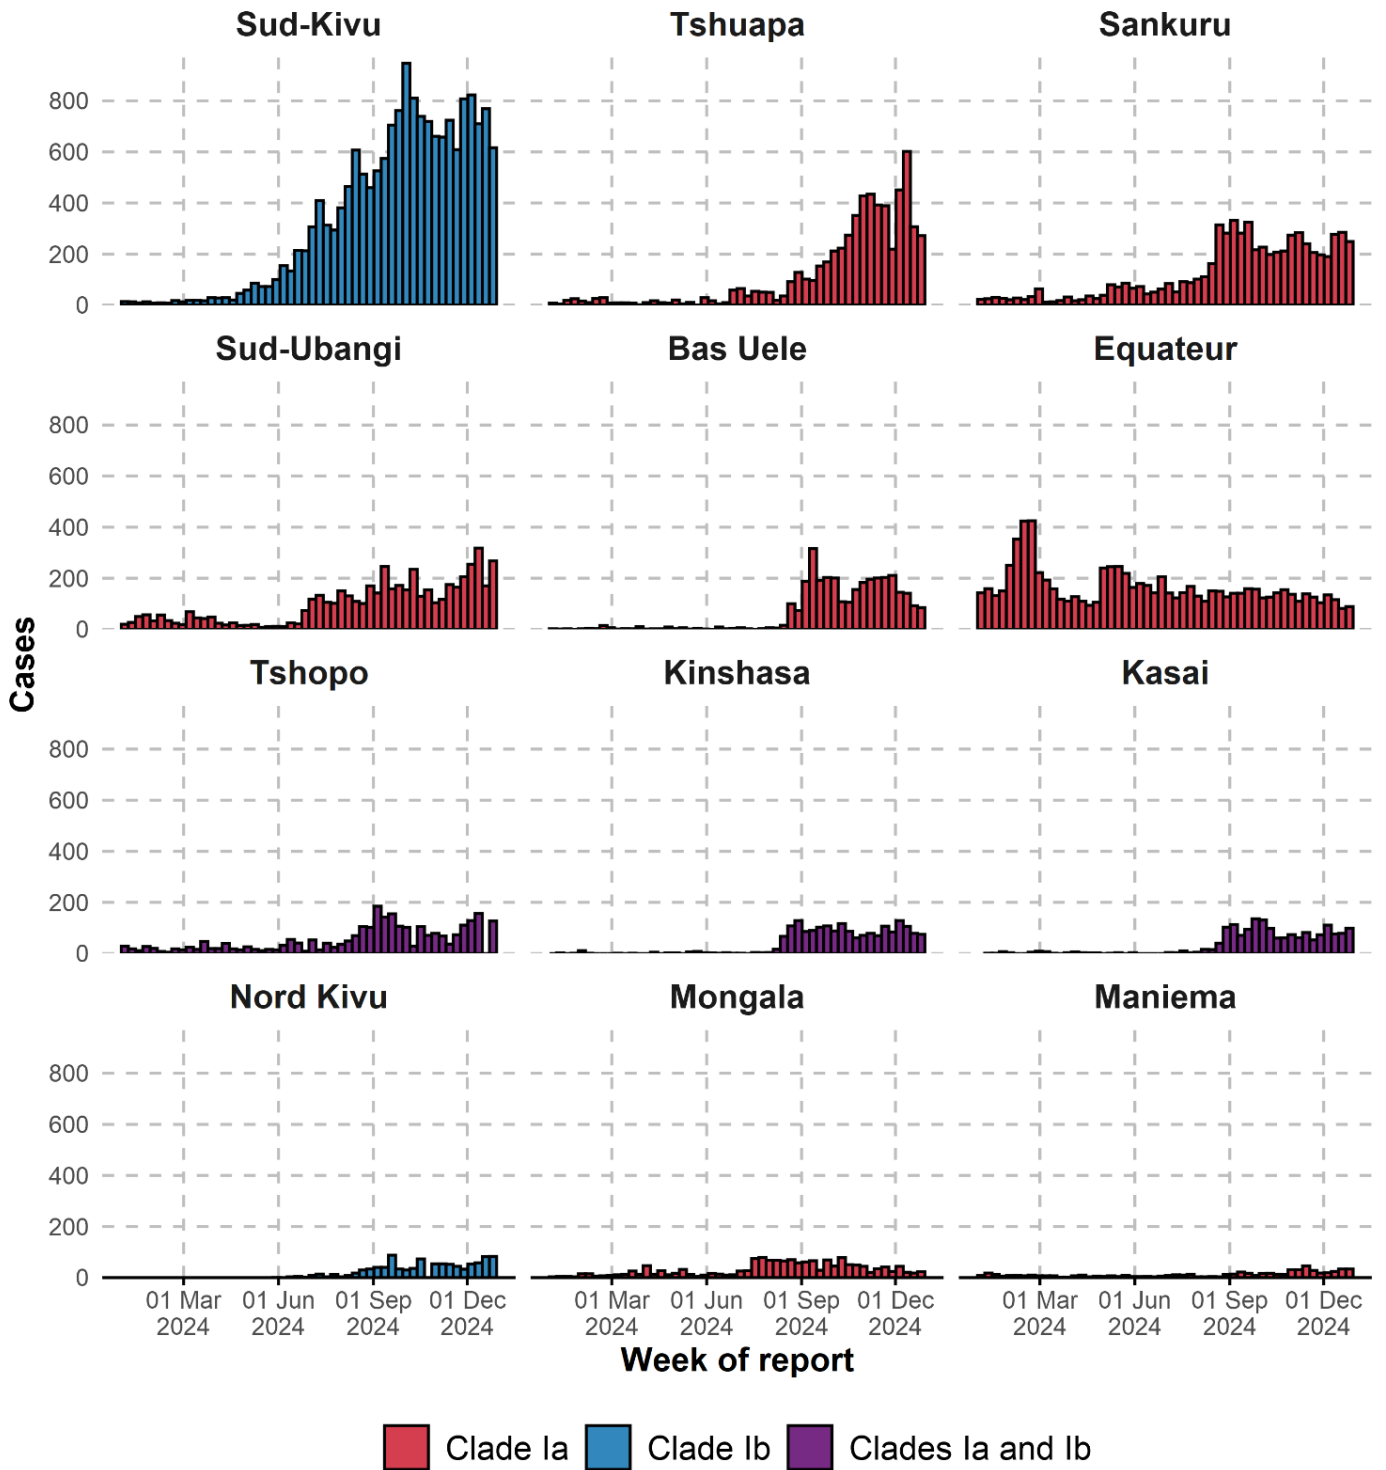 Sud-Kivu
Tshuapa
Sankuru
800
600
400
200
0
Sud-Ubangi
Bas Uele
Equateur
800
600
400
200
0
Tshopo
Kinshasa
Kasai
800
600
400
200
0
Nord Kivu
Mongala
Maniema
800
600
400
200
0
Cases
01 Mar 2024
01 Jun 2024
01 Sep 2024
01 Dec 2024
01 Mar 2024
01 Jun 2024
01 Sep 2024
01 Dec 2024
01 Mar 2024
01 Jun 2024
01 Sep 2024
01 Dec 2024
Week of report
Clade Ia
Clade Ib
Clades Ia and Ib